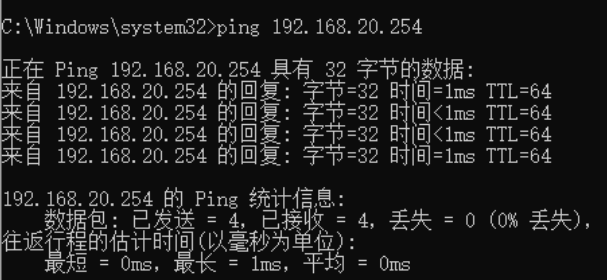 C:\Windows\system32>ping 192.168.20.254
正在 Ping 192.168.20.254 具有 32 字节的数据:
来自 192.168.20.254 的回复: 字节=32 时间=1ms TTL=64
来自 192.168.20.254 的回复: 字节=32 时间<1ms TTL=64
来自 192.168.20.254 的回复: 字节=32 时间<1ms TTL=64
来自 192.168.20.254 的回复: 字节=32 时间=1ms TTL=64
192.168.20.254 的 Ping 统计信息:
数据包: 已发送 = 4，已接收 = 4，丢失 = 0 (0% 丢失)，
往返行程的估计时间(以毫秒为单位):
最短 = 0ms，最长 = 1ms，平均 = 0ms